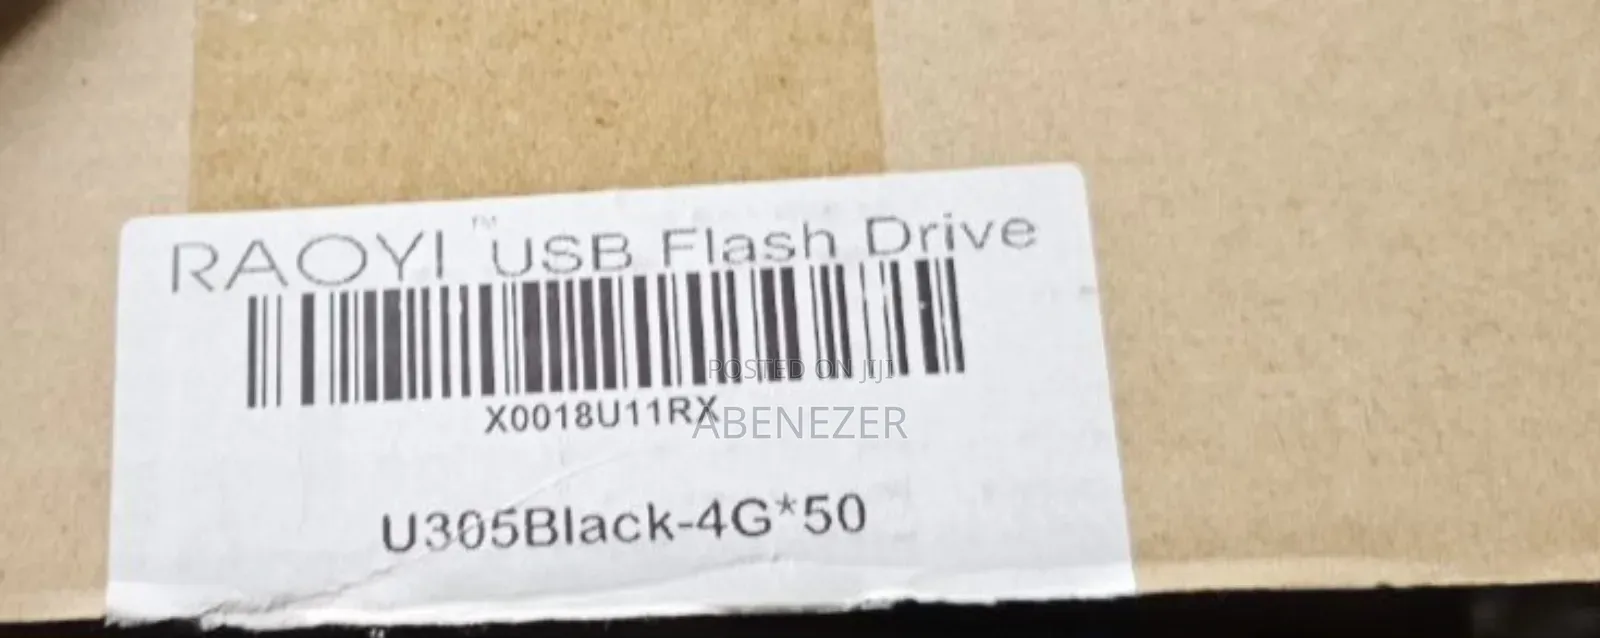 RAOYI™ USB Flash Drive
X0018U11RX
U305Black-4G*50
POSTED ON JIJI
ABENEZER